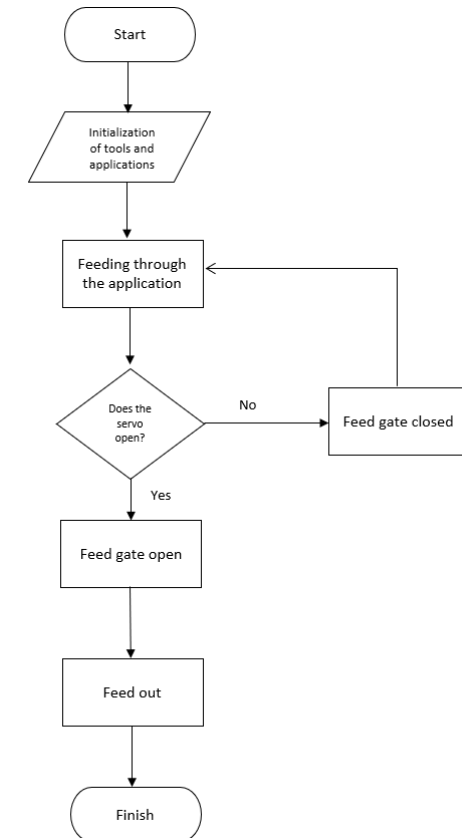 Start
Initialization
of tools and
applications
Feeding through
the application
Does the
servo
open?
No
Feed gate closed
Yes
Feed gate open
Feed out
Finish